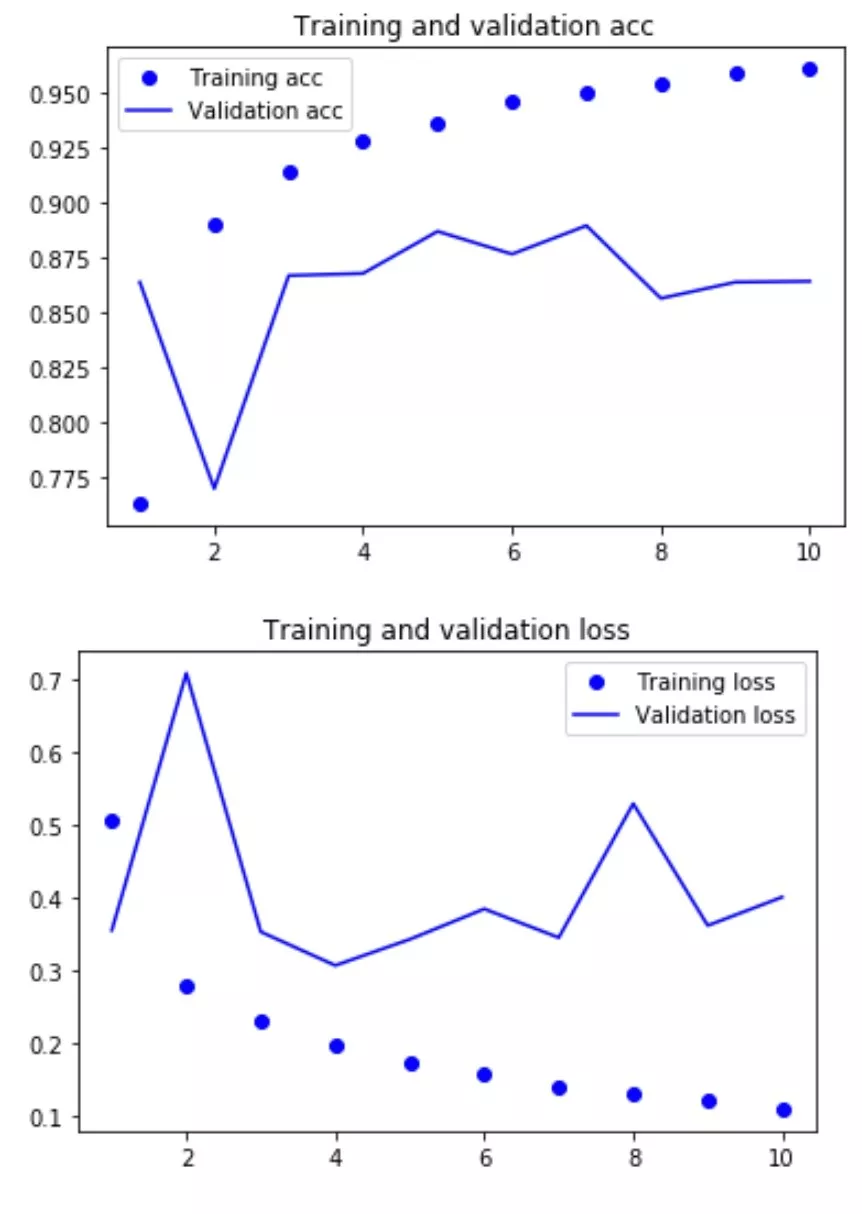 Training and validation acc
Training acc
Validation acc
0.950
0.925
0.900
0.875
0.850
0.825
0.800
0.775
2 4 6 8 10
Training and validation loss
Training loss
Validation loss
0.7
0.6
0.5
0.4
0.3
0.2
0.1
2 4 6 8 10